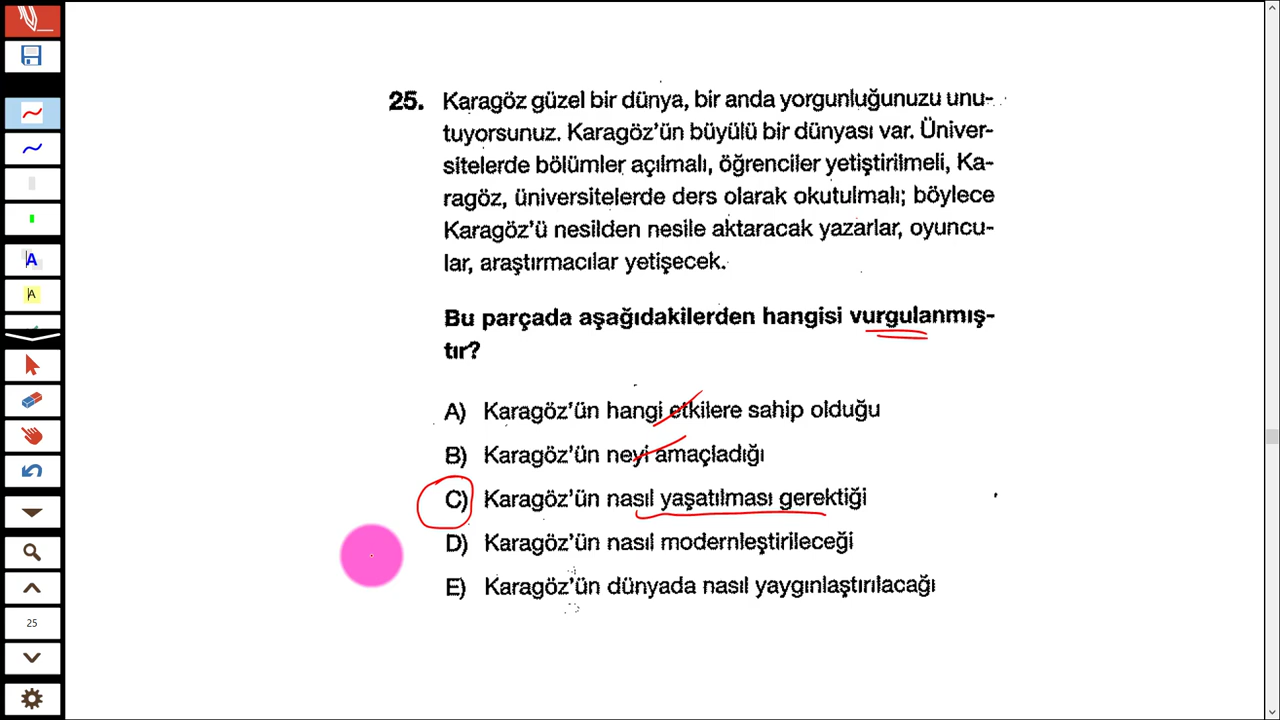 25. Karagöz güzel bir dünya, bir anda yorgunluğunuzu unu-
tuyorsunuz. Karagöz'ün büyülü bir dünyası var. Üniver-
sitelerde bölümler açılmalı, öğrenciler yetiştirilmeli, Ka-
ragöz, üniversitelerde ders olarak okutulmalı; böylece
Karagöz'ü nesilden nesile aktaracak yazarlar, oyuncu-
lar, araştırmacılar yetişecek.
Bu parçada aşağıdakilerden hangisi vurgulanmış-
tır?
A) Karagöz'ün hangi etkilere sahip olduğu
B) Karagöz'ün neyi amaçladığı
C) Karagöz'ün nasıl yaşatılması gerektiği
D) Karagöz'ün nasıl modernleştirileceği
E) Karagöz'ün dünyada nasıl yaygınlaştırılacağı
A
A
25